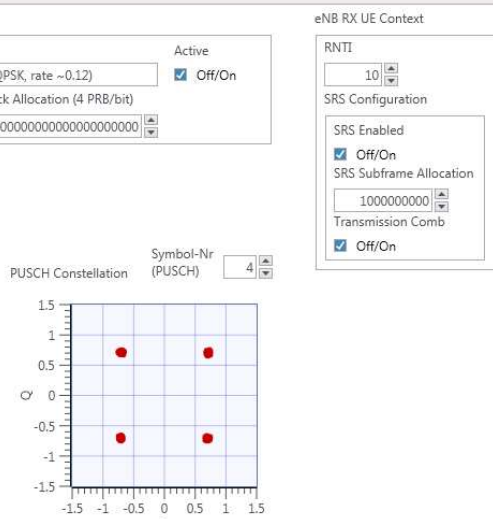 eNB RX UE Context
Active
RNTI
QPSK, rate ~0.12)
Off/On
10
ck Allocation (4 PRB/bit)
SRS Configuration
SRS Enabled
Off/On
SRS Subframe Allocation
1000000000
Transmission Comb
Off/On
Symbol-Nr
PUSCH Constellation
(PUSCH)
4
1.5
1
0.5
Q
0
-0.5
-1
-1.5
-1.5 -1 -0.5 0 0.5 1 1.5